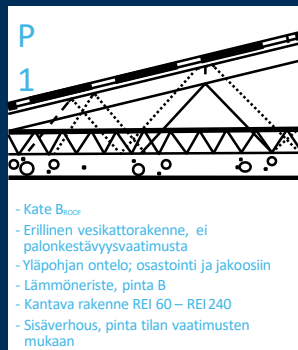 P
1
- Kate BROOF
- Erillinen vesikattorakenne, ei
palonkestävyysvaatimusta
- Yläpohjan ontelo; osastointi ja jakoosiin
- Lämmöneriste, pinta B
- Kantava rakenne REI 60 – REI 240
- Sisäverhous, pinta tilan vaatimusten
mukaan